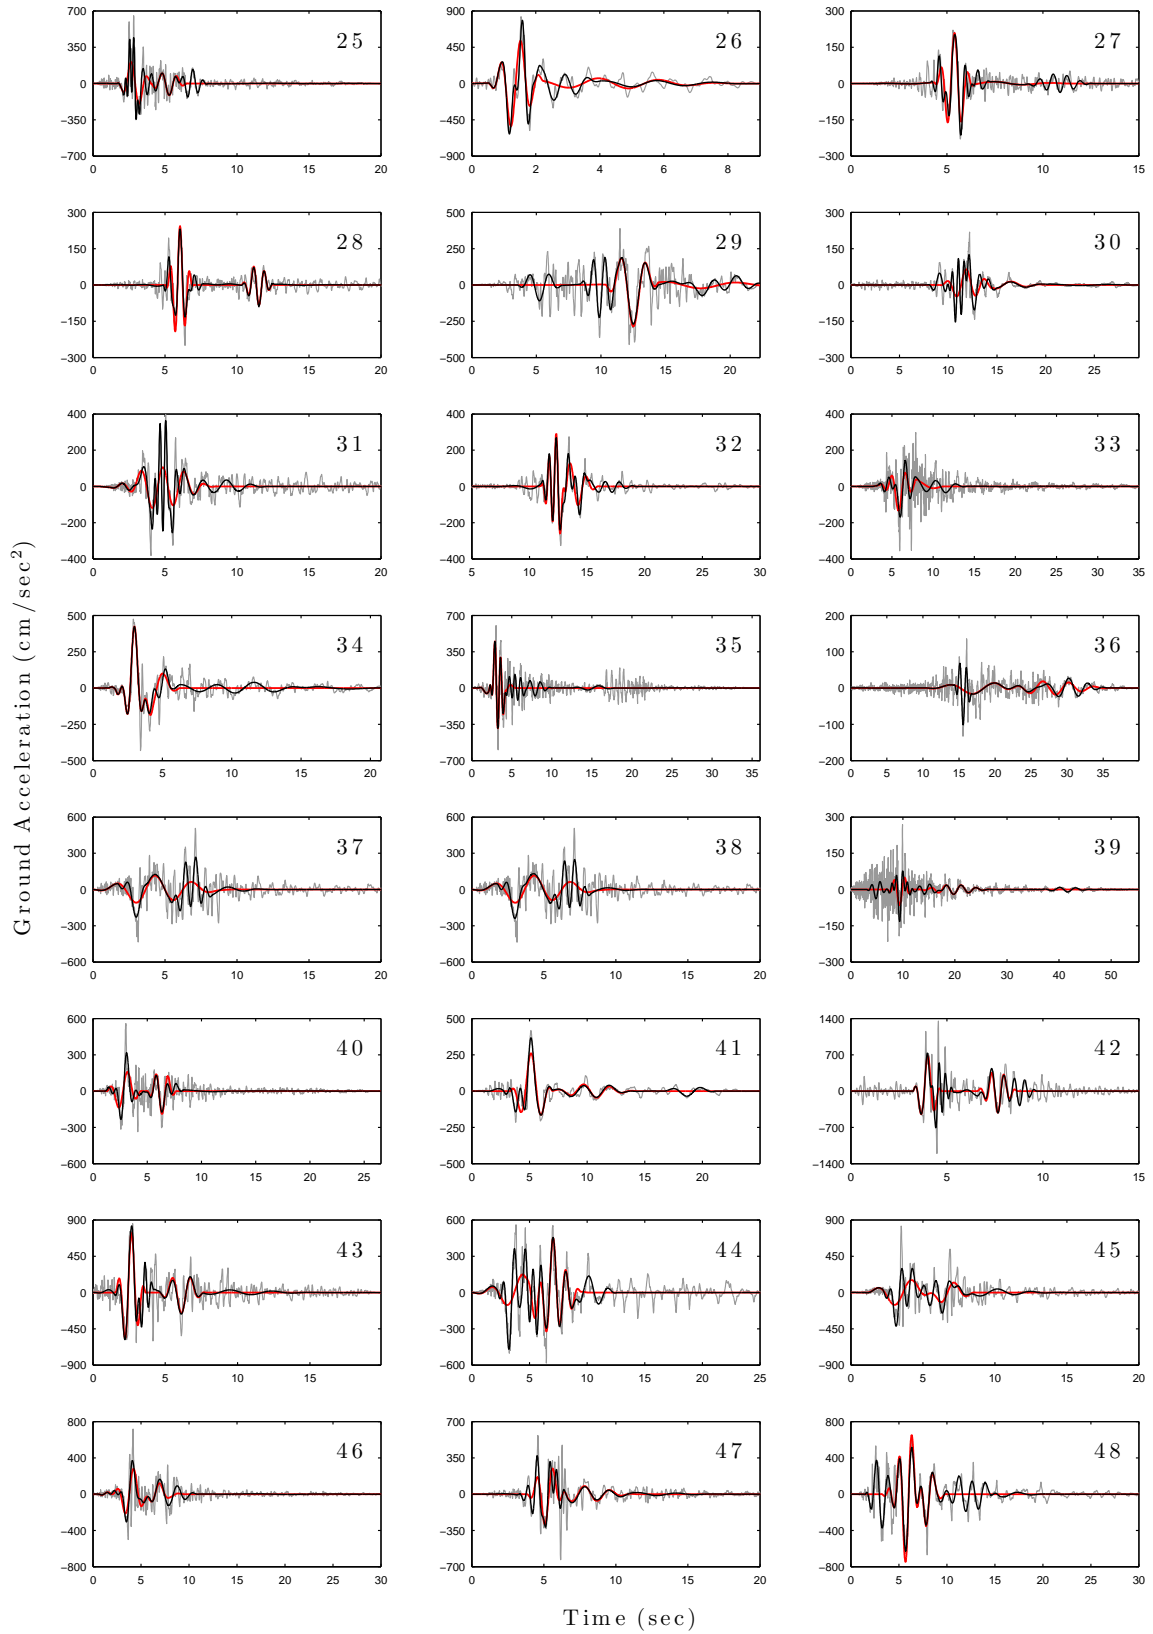 700 350 0 −350 −700 25 0 5 10 15 20
900 450 0 −450 −900 26 0 2 4 6 8
300 150 0 −150 −300 27 0 5 10 15
300 150 0 −150 −300 28 0 5 10 15 20
500 250 0 −250 −500 29 0 5 10 15 20
300 150 0 −150 −300 30 0 5 10 15 20 25
400 200 0 −200 −400 31 0 5 10 15 20
400 200 0 −200 −400 32 5 10 15 20 25 30
400 200 0 −200 −400 33 0 5 10 15 20 25 30 35
500 250 0 −250 −500 34 0 5 10 15 20
700 350 0 −350 −700 35 0 5 10 15 20 25 30 35
200 100 0 −100 −200 36 0 5 10 15 20 25 30 35
600 300 0 −300 −600 37 0 5 10 15 20
600 300 0 −300 −600 38 0 5 10 15 20
300 150 0 −150 −300 39 0 10 20 30 40 50
600 300 0 −300 −600 40 0 5 10 15 20 25
500 250 0 −250 −500 41 0 5 10 15 20
1400 700 0 −700 −1400 42 0 5 10 15
900 450 0 −450 −900 43 0 5 10 15
600 300 0 −300 −600 44 0 5 10 15 20 25
900 450 0 −450 −900 45 0 5 10 15 20
800 400 0 −400 −800 46 0 5 10 15 20 25 30
700 350 0 −350 −700 47 0 5 10 15 20
800 400 0 −400 −800 48 0 5 10 15 20 25 30
Ground Acceleration (cm/sec²)
Time (sec)